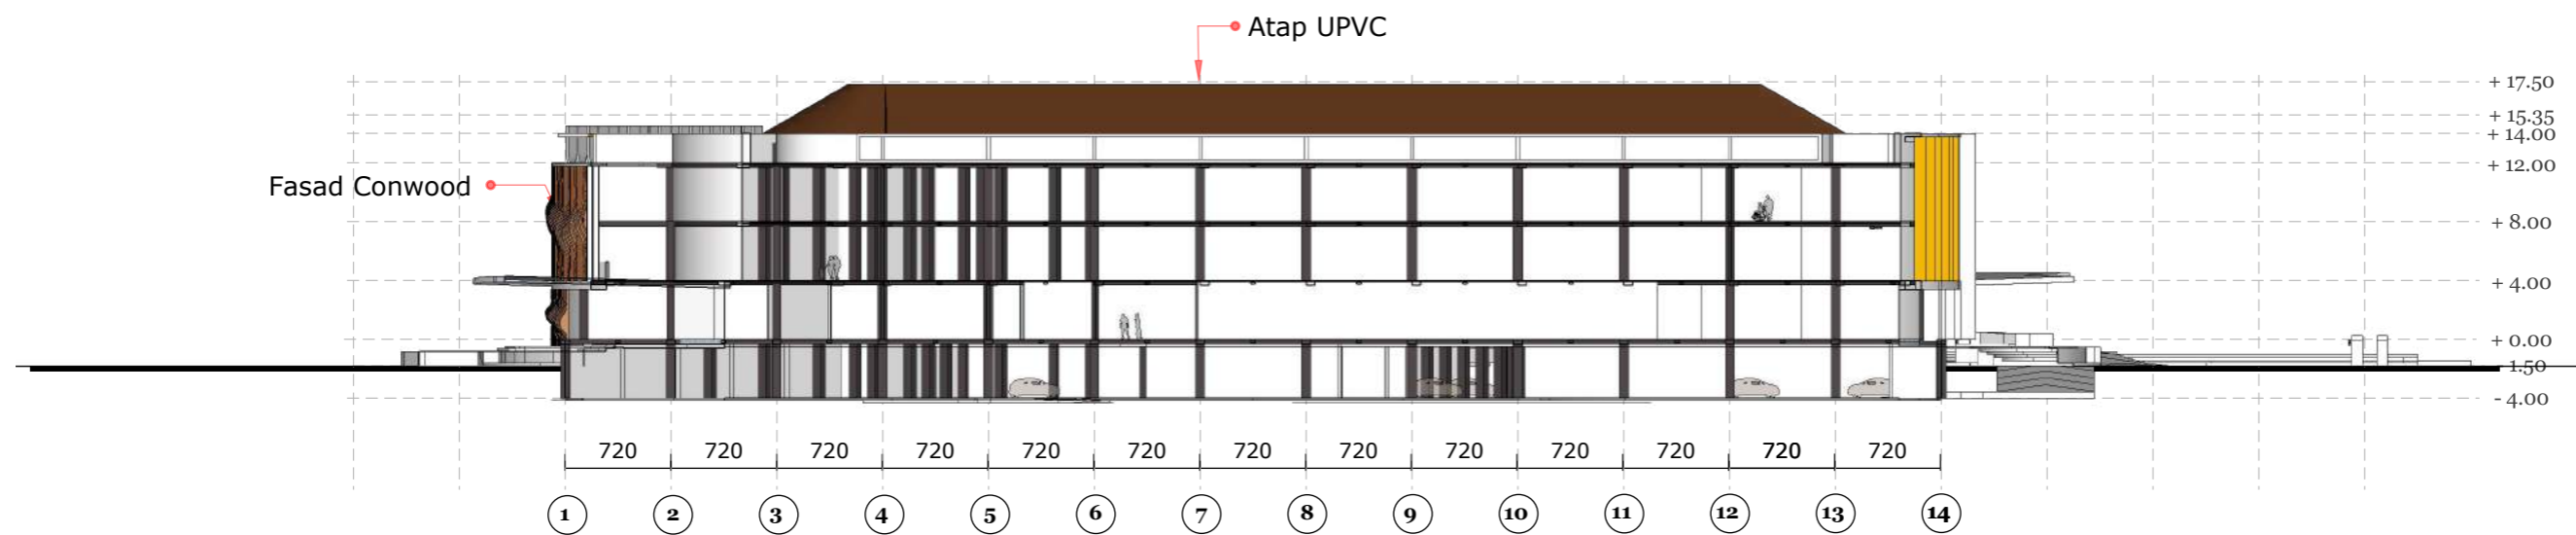 Atap UPVC
+ 17.50
+ 15.35
+ 14.00
Fasad Conwood
+ 12.00
+ 8.00
+ 4.00
+ 0.00
- 1.50
- 4.00
720 720 720 720 720 720 720 720 720 720 720 720 720
1 2 3 4 5 6 7 8 9 10 11 12 13 14